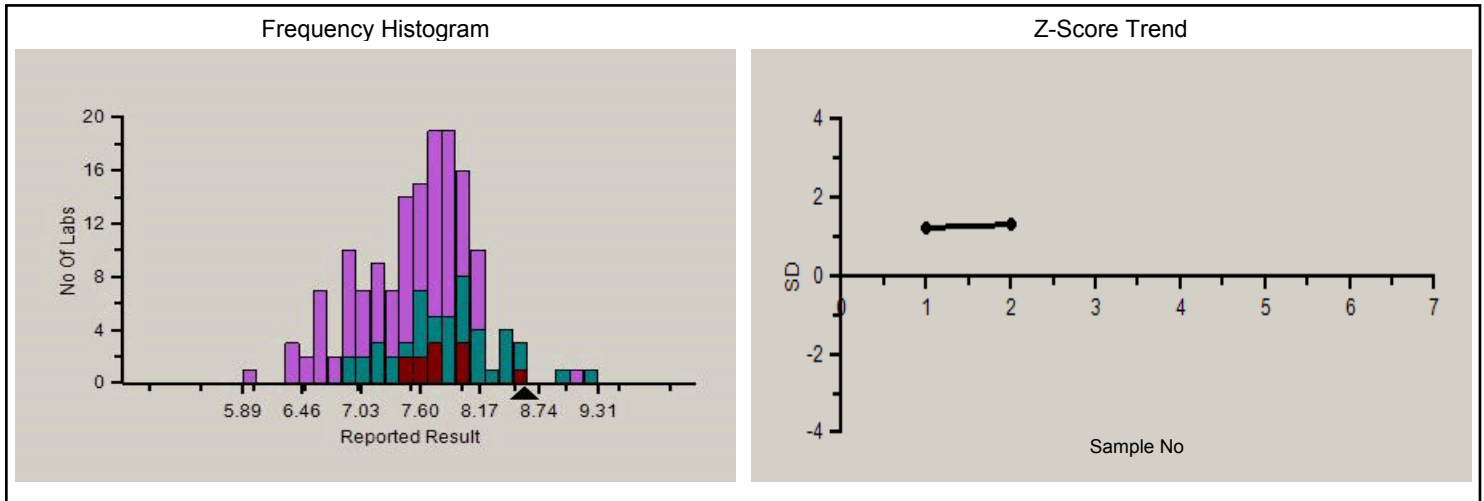 Frequency Histogram
20
16
12
8
4
0
No Of Labs
5.89 6.46 7.03 7.60 8.17 8.74 9.31
Reported Result
Z-Score Trend
4
2
0
-2
-4
SD
0 1 2 3 4 5 6 7
Sample No